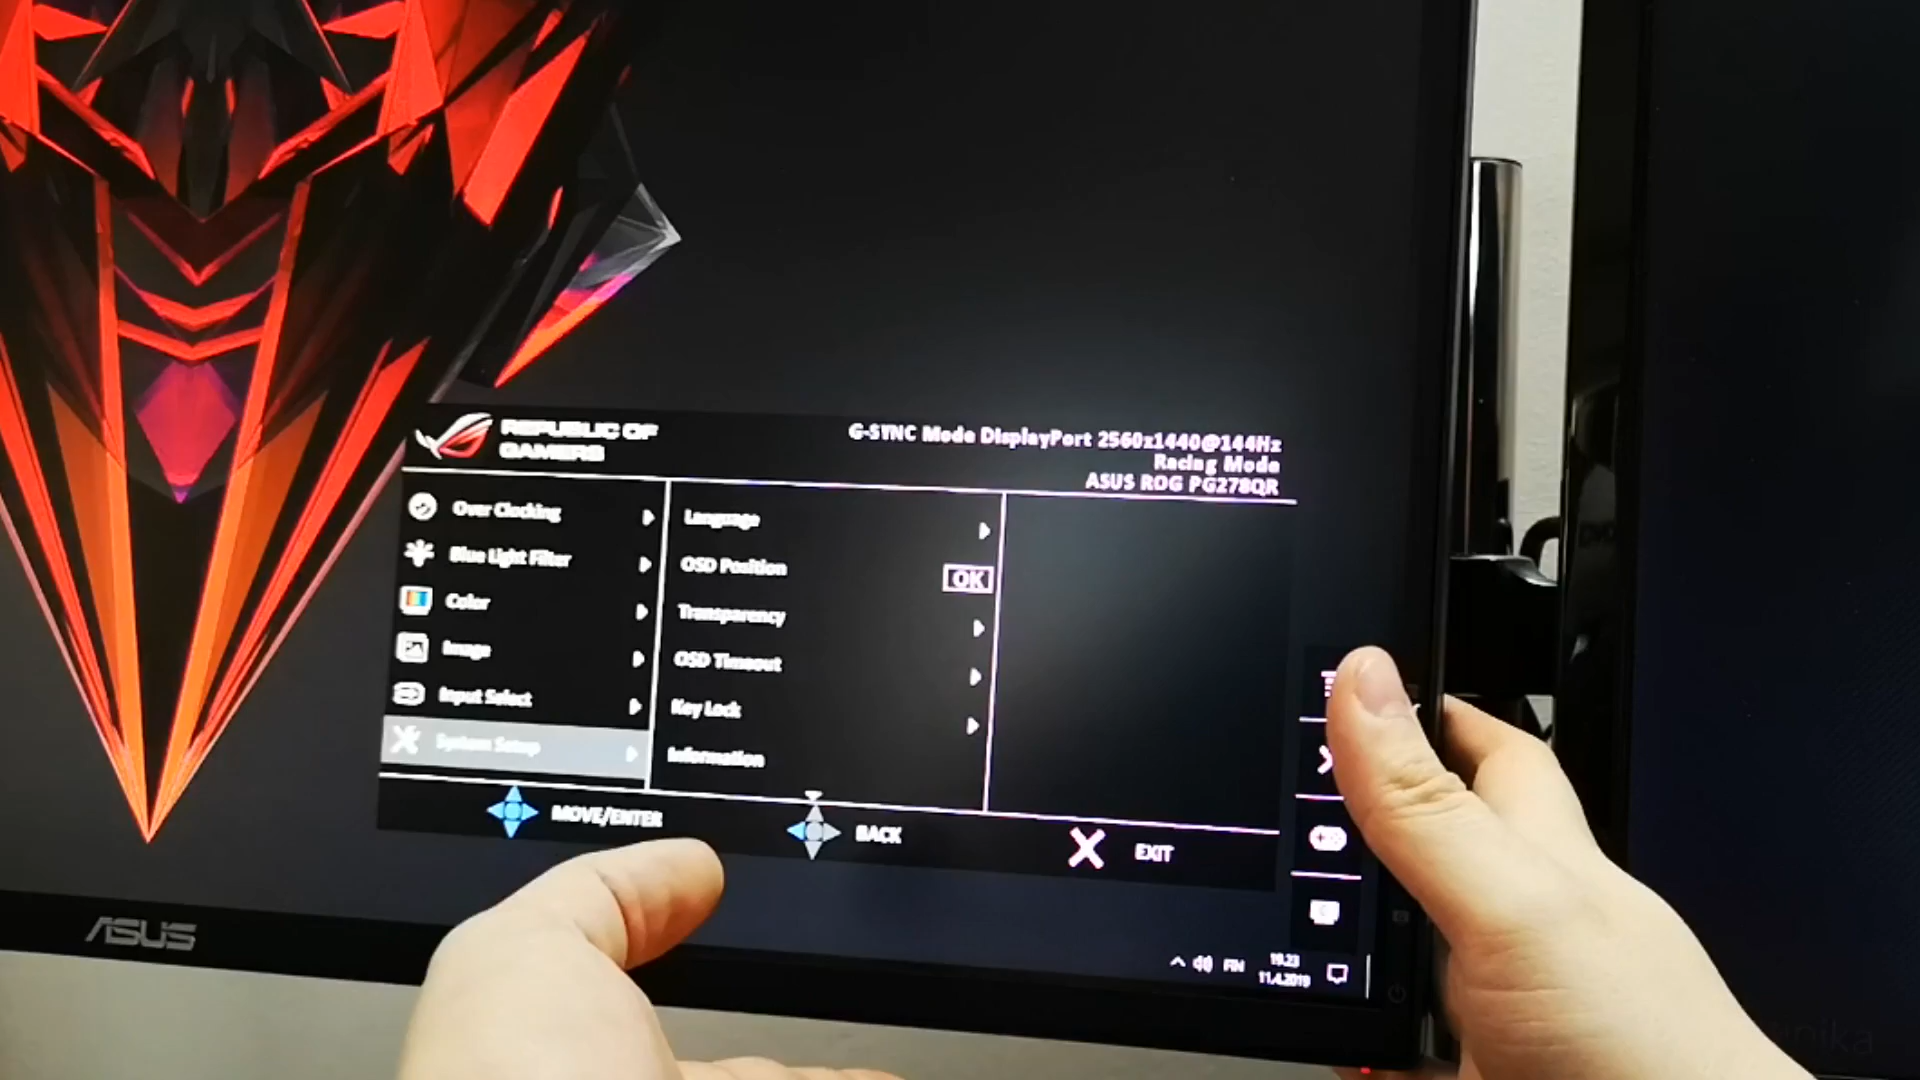 REPUBLIC OF
GAMERS
G-SYNC Mode DisplayPort 2560x1440@144Hz
Racing Mode
ASUS ROG PG278QR
Over Clocking
Blue Light Filter
Color
Image
Input Select
System Setup
Language
OSD Position
OK
Transparency
OSD Timeout
Key Lock
Information
MOVE/ENTER
BACK
EXIT
ASUS
FIN
19.23
11.4.2019